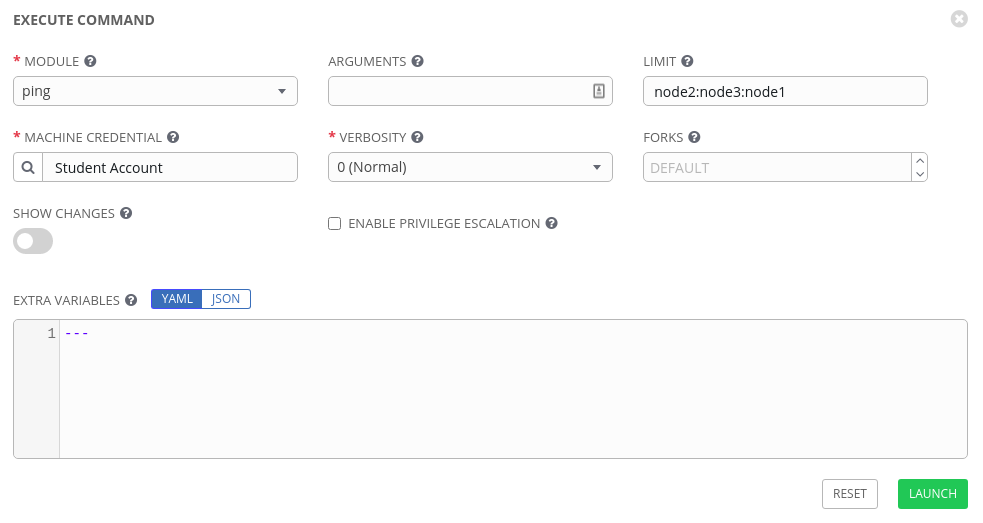 EXECUTE COMMAND
* MODULE
ARGUMENTS
LIMIT
ping
node2:node3:node1
* MACHINE CREDENTIAL
* VERBOSITY
FORKS
Student Account
0 (Normal)
DEFAULT
SHOW CHANGES
ENABLE PRIVILEGE ESCALATION
EXTRA VARIABLES YAML JSON
1 ---
RESET LAUNCH